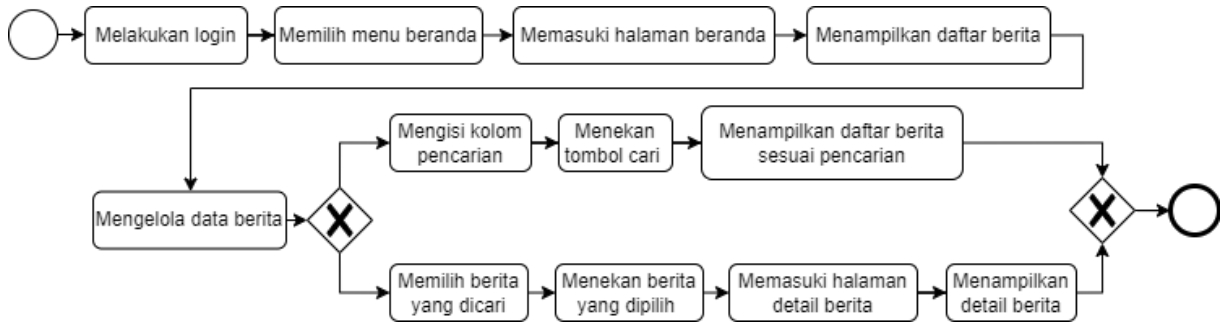 Melakukan login
Memilih menu beranda
Memasuki halaman beranda
Menampilkan daftar berita
Mengelola data berita
Mengisi kolom
pencarian
Menekan
tombol cari
Menampilkan daftar berita
sesuai pencarian
Memilih berita
yang dicari
Menekan berita
yang dipilih
Memasuki halaman
detail berita
Menampilkan
detail berita